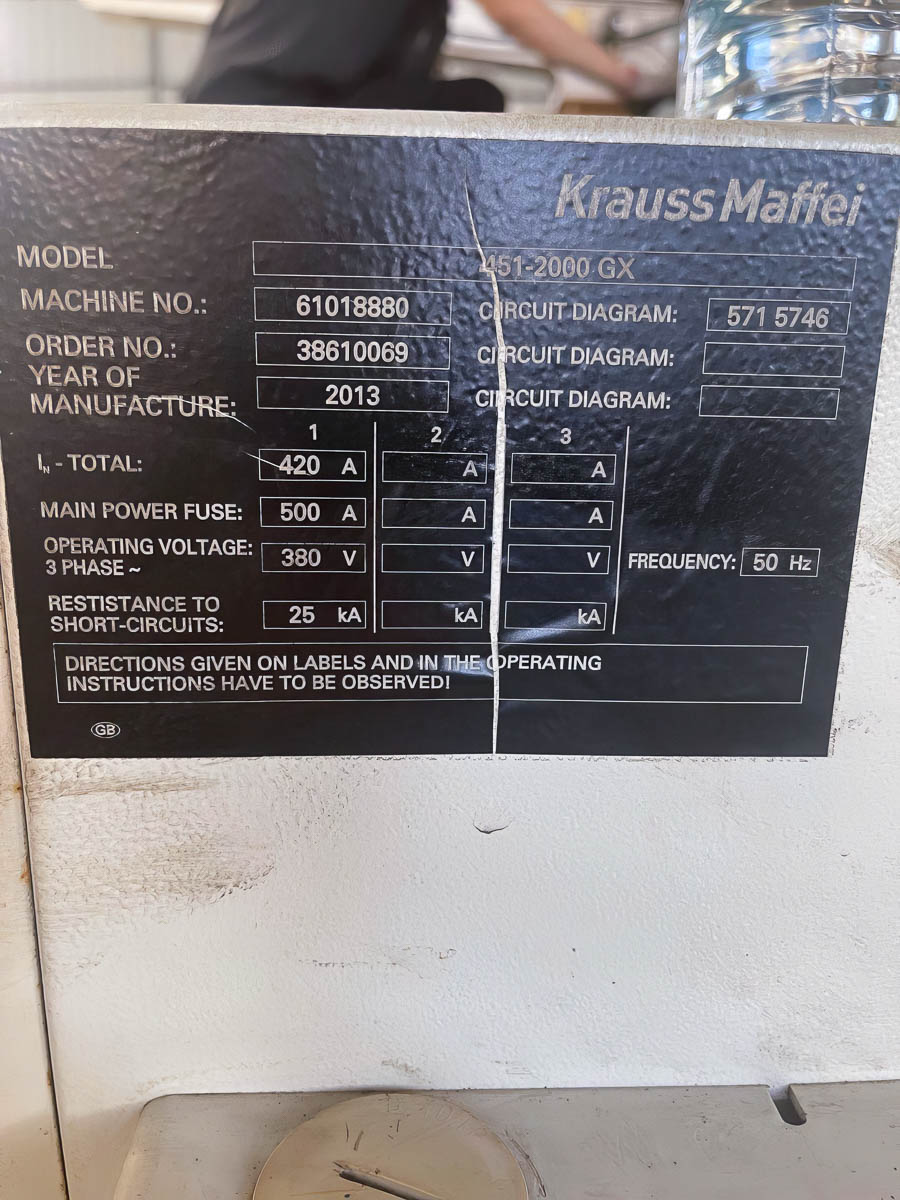 Krauss Maffei
MODEL 451-2000 GX
MACHINE NO.: 61018880 CIRCUIT DIAGRAM: 571 5746
ORDER NO.: 38610069 CIRCUIT DIAGRAM:
YEAR OF
MANUFACTURE: 2013 CIRCUIT DIAGRAM:
1 2 3
IN - TOTAL: 420 A A A
MAIN POWER FUSE: 500 A A A
OPERATING VOLTAGE:
3 PHASE ~ 380 V V V FREQUENCY: 50 Hz
RESTISTANCE TO
SHORT-CIRCUITS: 25 kA kA kA
DIRECTIONS GIVEN ON LABELS AND IN THE OPERATING
INSTRUCTIONS HAVE TO BE OBSERVED!
GB